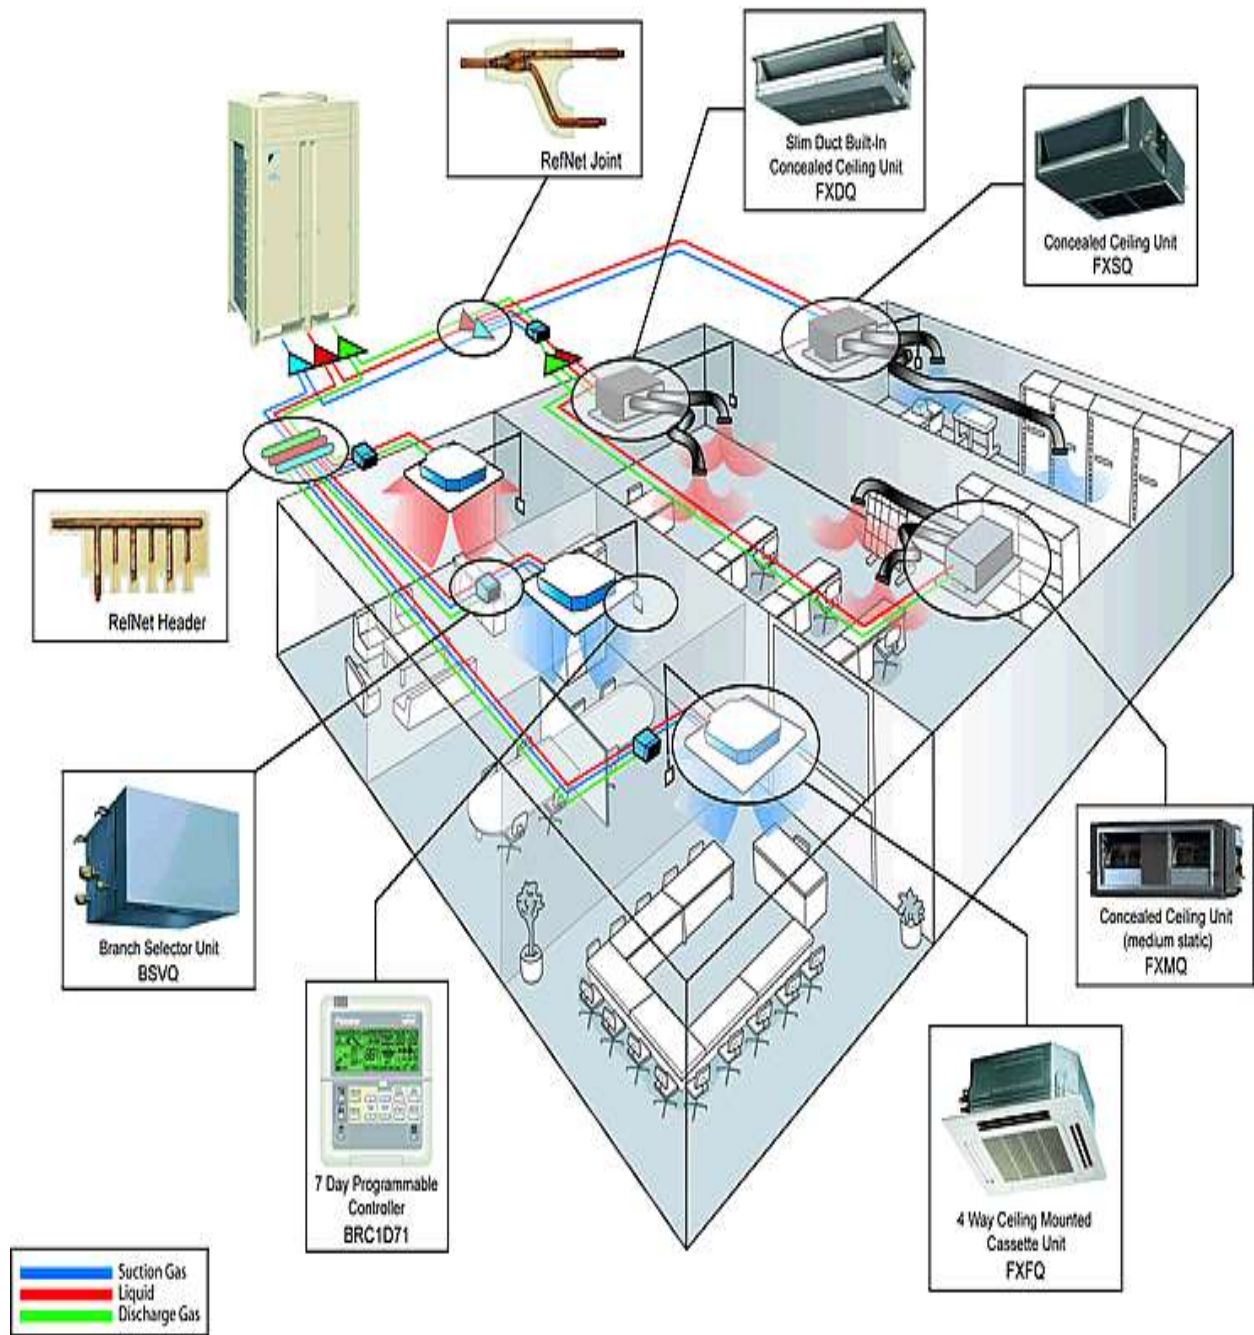 RefNet Joint
Slim Duct Built-In
Concealed Ceiling Unit
FXDQ
Concealed Ceiling Unit
FXSQ
RefNet Header
Branch Selector Unit
BSVQ
7 Day Programmable
Controller
BRC1D71
Concealed Ceiling Unit
(medium static)
FXMQ
4 Way Ceiling Mounted
Cassette Unit
FXFQ
Suction Gas
Liquid
Discharge Gas